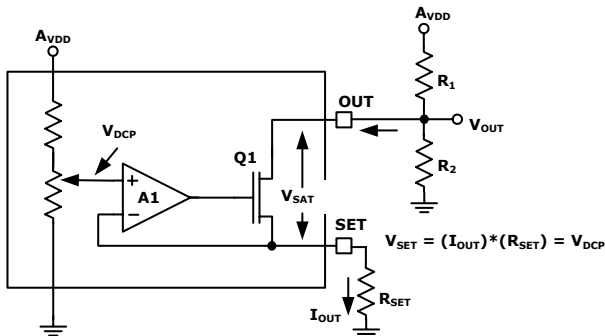 AVDD
AVDD
R1
OUT
VOUT
VDCP
Q1
R2
+
A1
VSAT
−
SET
VSET = (IOUT)*(RSET) = VDCP
RSET
IOUT